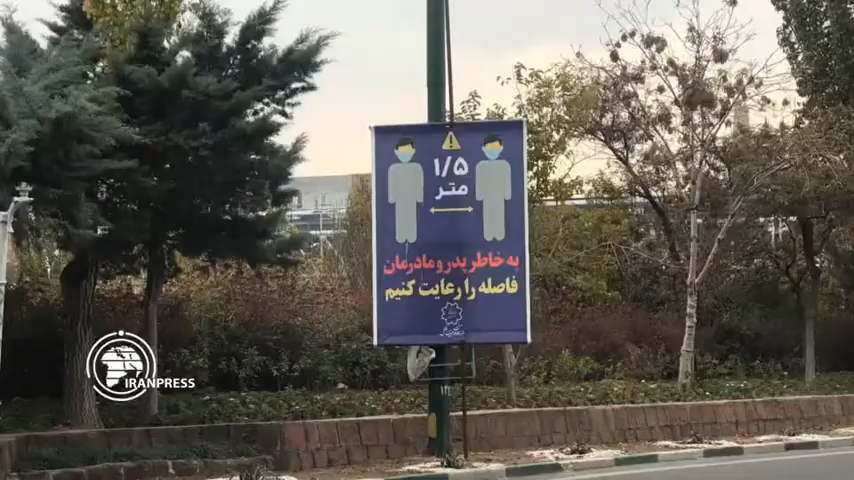 ۱/۵
متر
به خاطر پدر و مادرمان
فاصله را رعایت کنیم
IRANPRESS